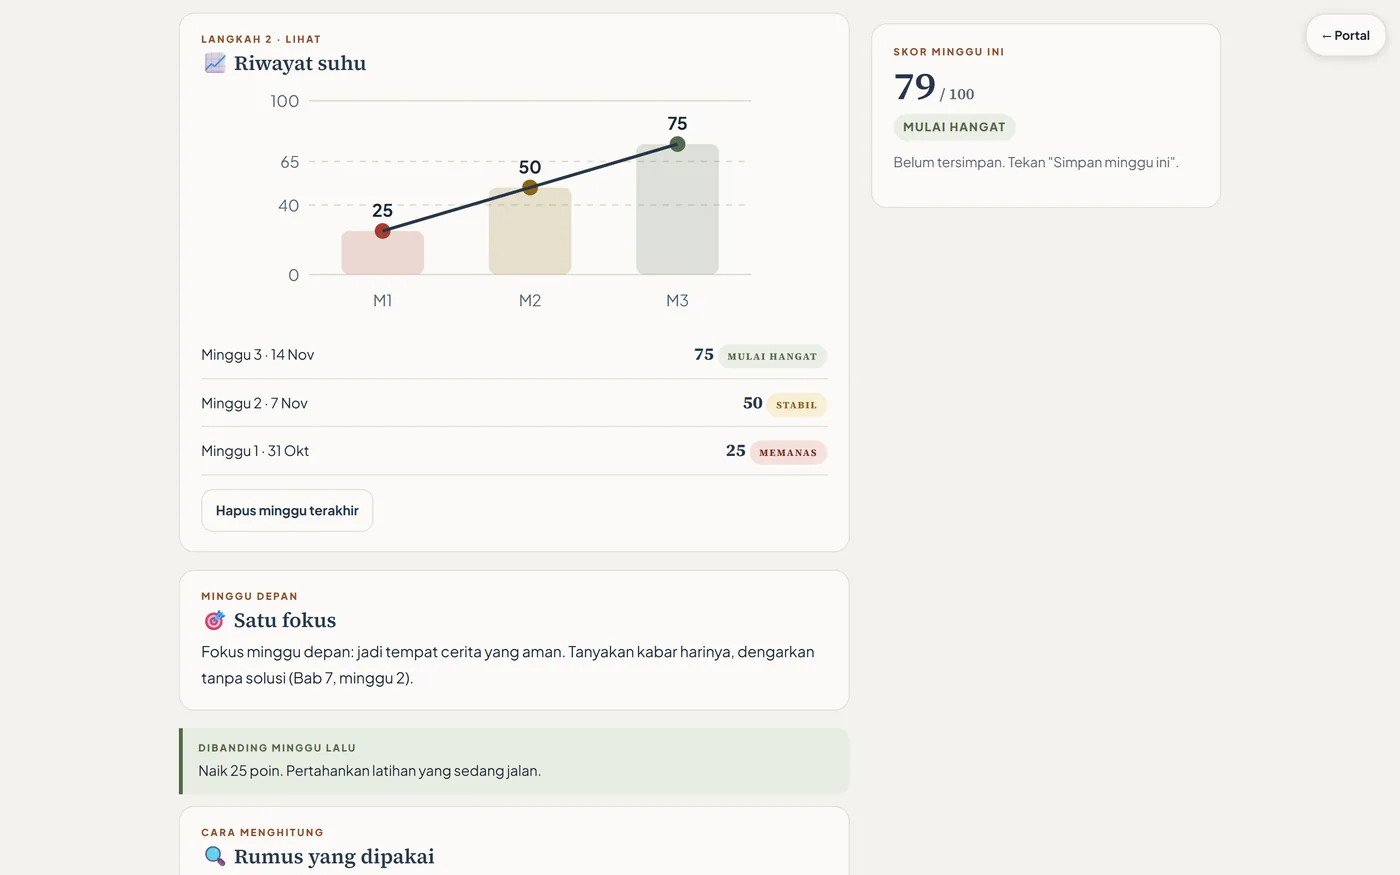 LANGKAH 2 · LIHAT
Riwayat suhu
100
65
40
0
25
50
75
M1
M2
M3
Minggu 3 · 14 Nov
75 MULAI HANGAT
Minggu 2 · 7 Nov
50 STABIL
Minggu 1 · 31 Okt
25 MEMANAS
Hapus minggu terakhir
MINGGU DEPAN
Satu fokus
Fokus minggu depan: jadi tempat cerita yang aman. Tanyakan kabar harinya, dengarkan
tanpa solusi (Bab 7, minggu 2).
DIBANDING MINGGU LALU
Naik 25 poin. Pertahankan latihan yang sedang jalan.
CARA MENGHITUNG
Rumus yang dipakai
SKOR MINGGU INI
79 / 100
MULAI HANGAT
Belum tersimpan. Tekan "Simpan minggu ini".
← Portal